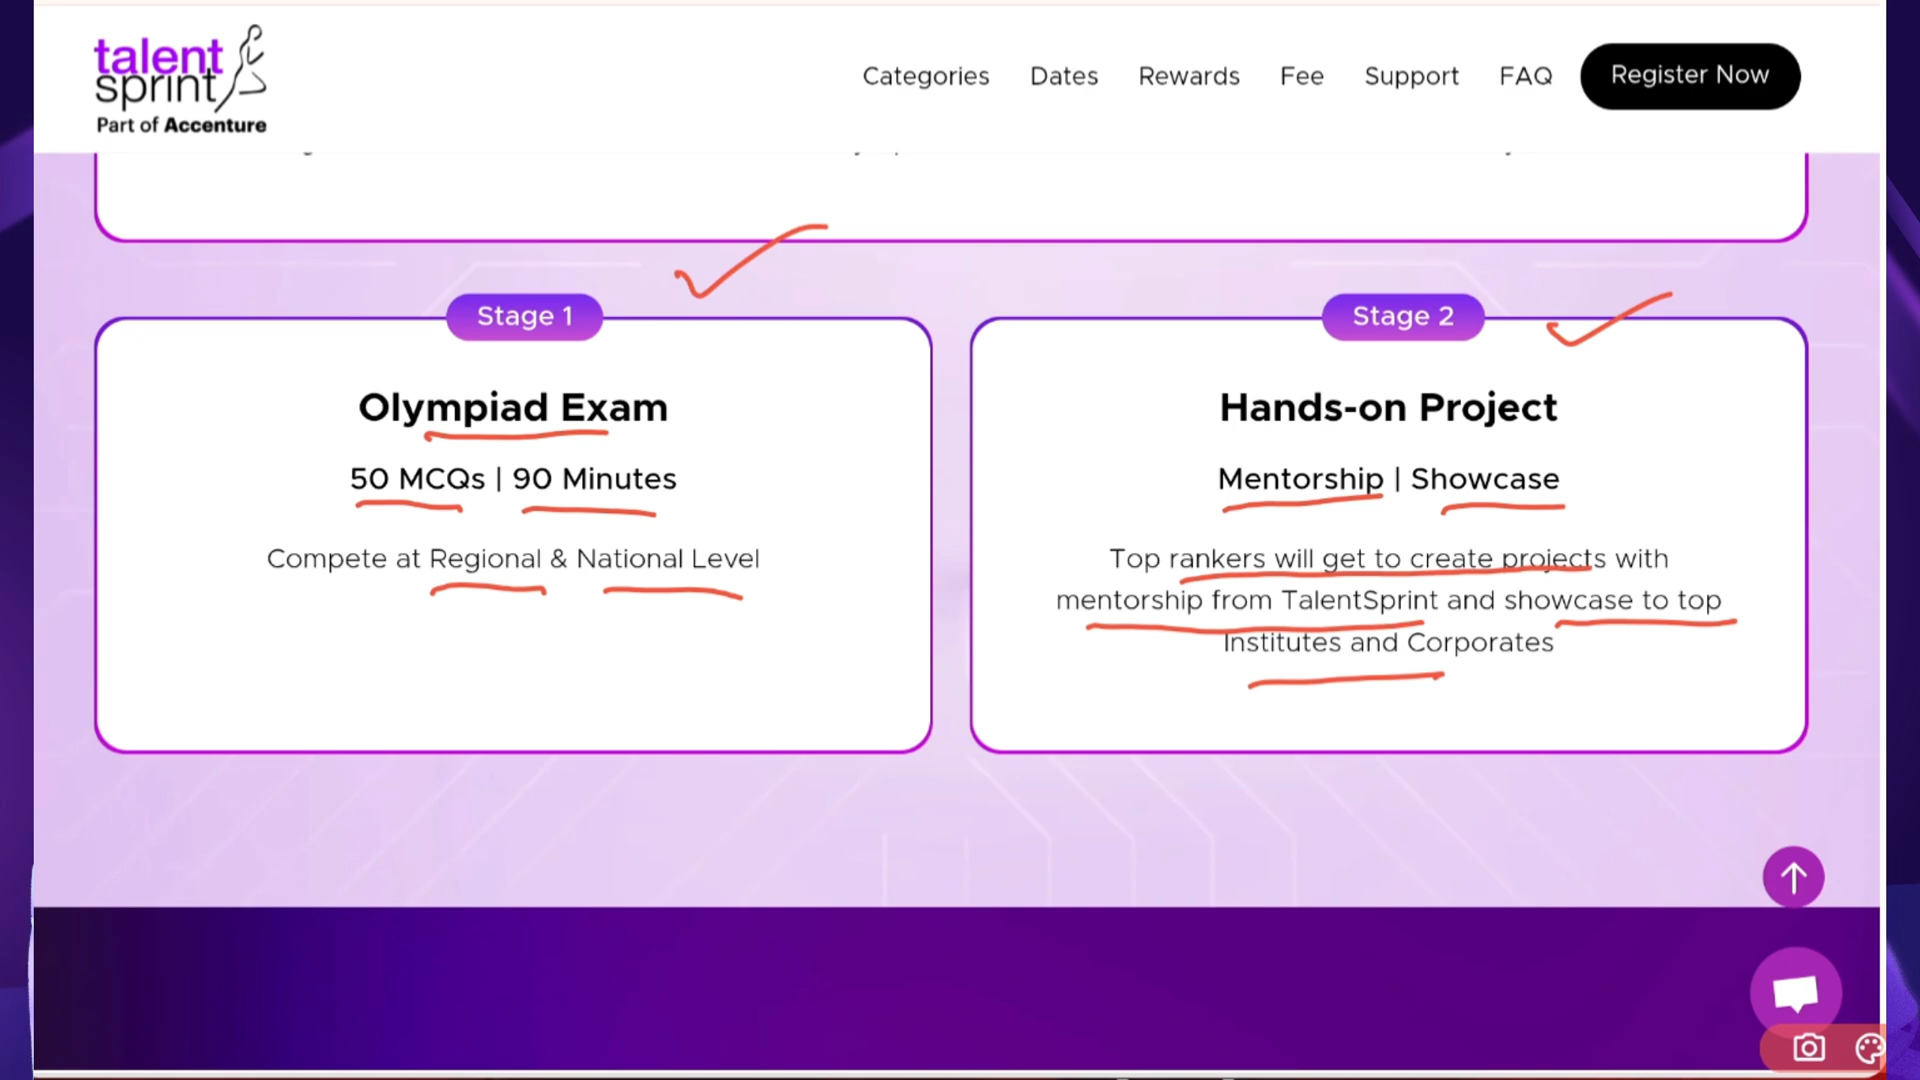 talent
sprint
Part of Accenture
Categories Dates Rewards Fee Support FAQ Register Now
Stage 1
Olympiad Exam
50 MCQs | 90 Minutes
Compete at Regional & National Level
Stage 2
Hands-on Project
Mentorship | Showcase
Top rankers will get to create projects with
mentorship from TalentSprint and showcase to top
Institutes and Corporates